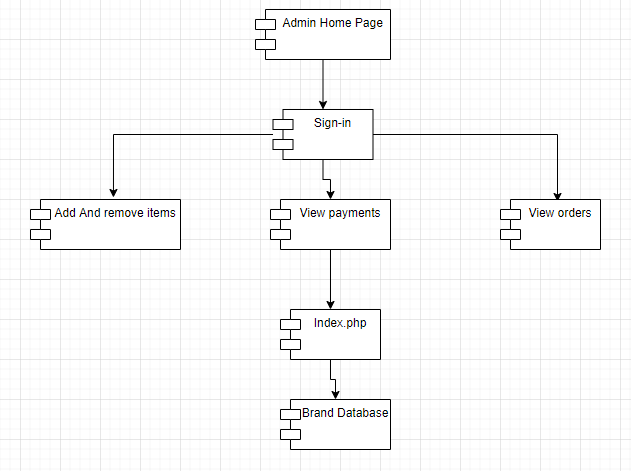 Admin Home Page
Sign-in
Add And remove items
View payments
View orders
Index.php
Brand Database